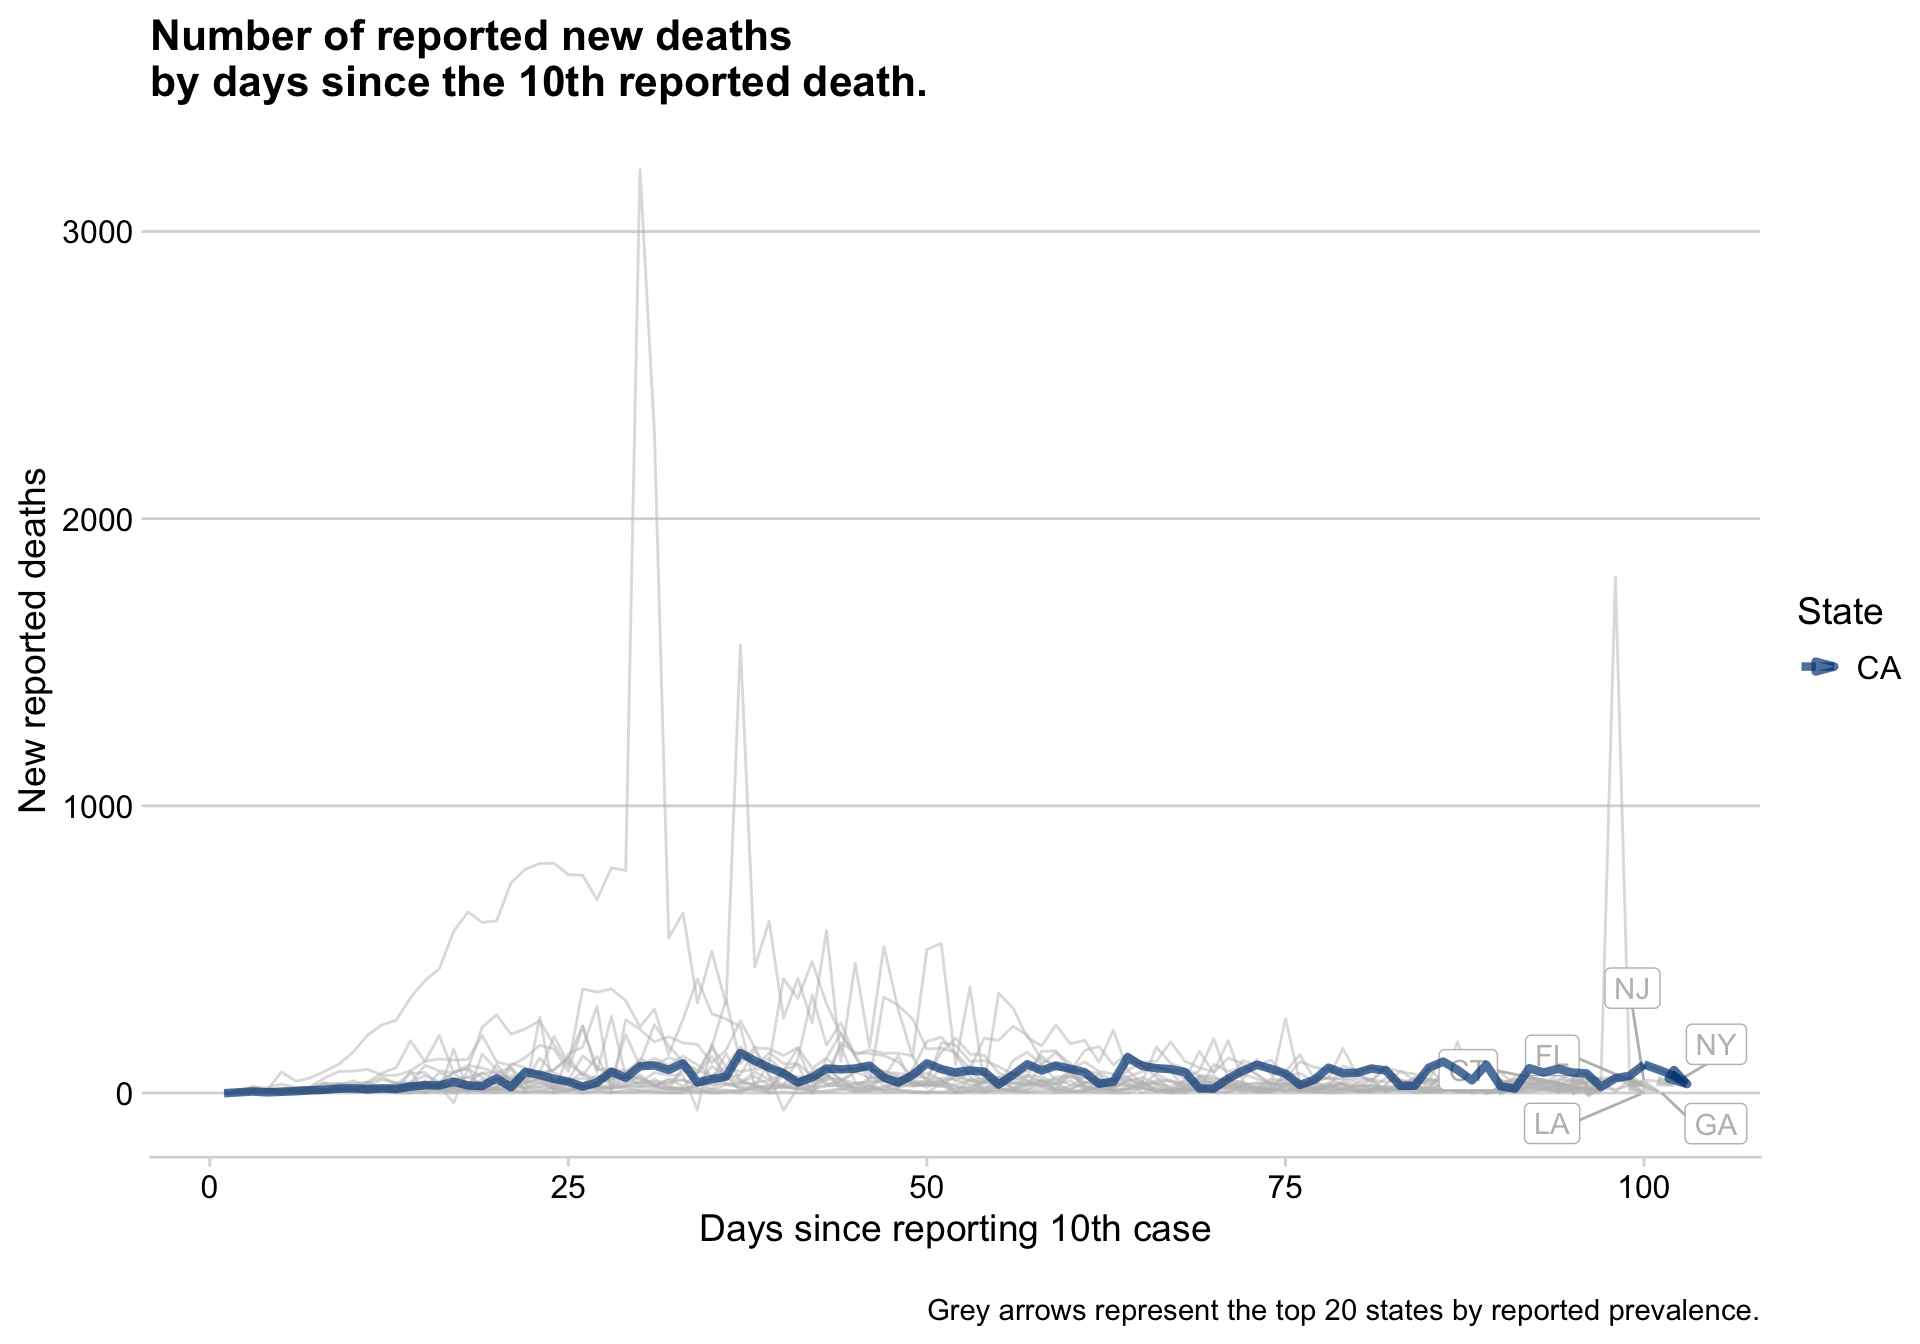 Number of reported new deaths
by days since the 10th reported death.
New reported deaths
3000
2000
1000
0
NJ
NY
FL
CT
LA
GA
0
25
50
75
100
Days since reporting 10th case
State
CA
Grey arrows represent the top 20 states by reported prevalence.